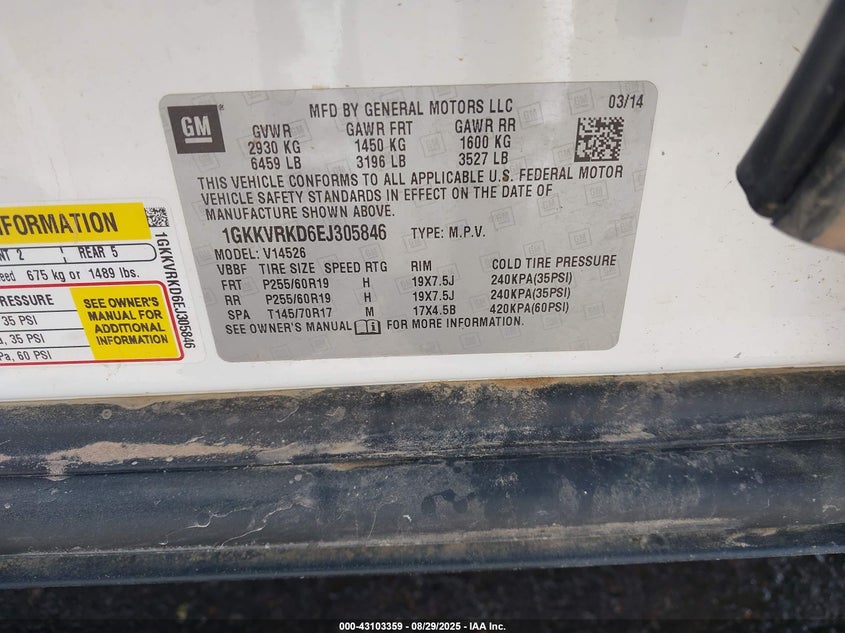 GM
MFD BY GENERAL MOTORS LLC 03/14
GVWR GAWR FRT GAWR RR
2930 KG 1450 KG 1600 KG
6459 LB 3196 LB 3527 LB
THIS VEHICLE CONFORMS TO ALL APPLICABLE U.S. FEDERAL MOTOR
VEHICLE SAFETY STANDARDS IN EFFECT ON THE DATE OF
MANUFACTURE SHOWN ABOVE.
1GKKVRKD6EJ305846 TYPE: M.P.V.
MODEL: V14526
VBBF TIRE SIZE SPEED RTG RIM COLD TIRE PRESSURE
FRT P255/60R19 H 19X7.5J 240KPA(35PSI)
RR P255/60R19 H 19X7.5J 240KPA(35PSI)
SPA T145/70R17 M 17X4.5B 420KPA(60PSI)
SEE OWNER'S MANUAL FOR MORE INFORMATION.
NFORMATION
NT 2 REAR 5
eed 675 kg or 1489 lbs.
PRESSURE
35 PSI
, 35 PSI
Pa, 60 PSI
SEE OWNER'S
MANUAL FOR
ADDITIONAL
INFORMATION
1GKKVRKD6EJ305846
000-43103359 - 08/29/2025 - © Copyright 2025 - IAA, Inc.